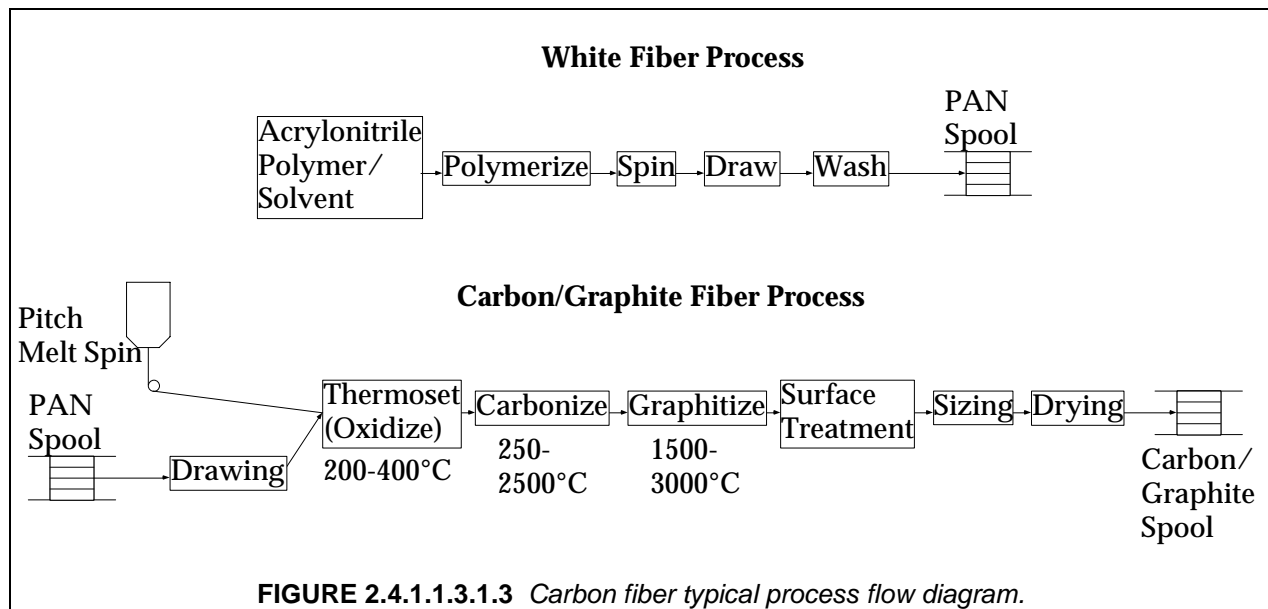 White Fiber Process
Acrylonitrile
Polymer/
Solvent
Polymerize
Spin
Draw
Wash
PAN
Spool
Carbon/Graphite Fiber Process
Pitch
Melt Spin
PAN
Spool
Drawing
Thermoset
(Oxidize)
200-400°C
Carbonize
250-
2500°C
Graphitize
1500-
3000°C
Surface
Treatment
Sizing
Drying
Carbon/
Graphite
Spool
FIGURE 2.4.1.1.3.1.3 Carbon fiber typical process flow diagram.